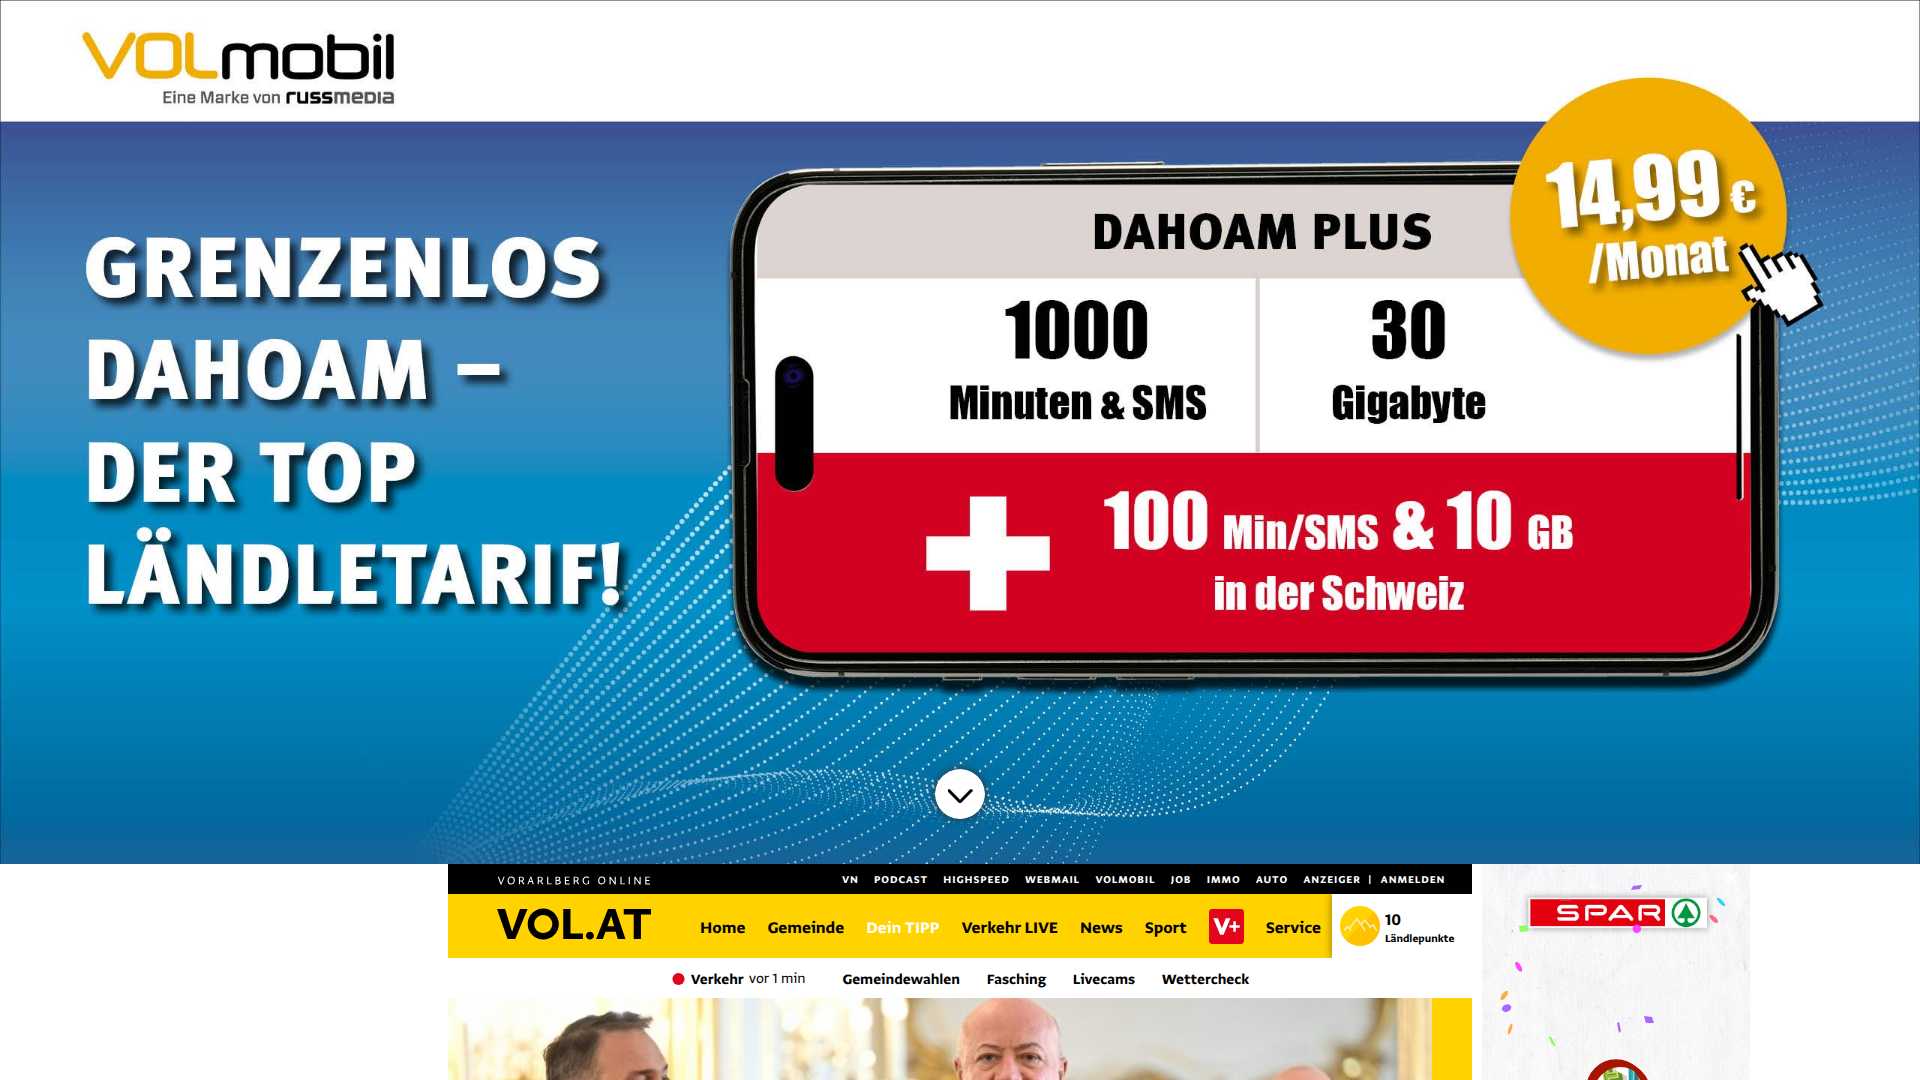 VOLmobil
Eine Marke von russmedia
14,99 €
/Monat
GRENZENLOS
DAHOAM –
DER TOP
LÄNDLETARIF!
DAHOAM PLUS
1000
Minuten & SMS
30
Gigabyte
100 Min/SMS & 10 GB
in der Schweiz
VORARLBERG ONLINE
VN PODCAST HIGHSPEED WEBMAIL VOLMOBIL JOB IMMO AUTO ANZEIGER | ANMELDEN
VOL.AT
Home Gemeinde Dein TIPP Verkehr LIVE News Sport V+ Service
10
Ländlepunkte
Verkehr vor 1 min Gemeindewahlen Fasching Livecams Wettercheck
SPAR